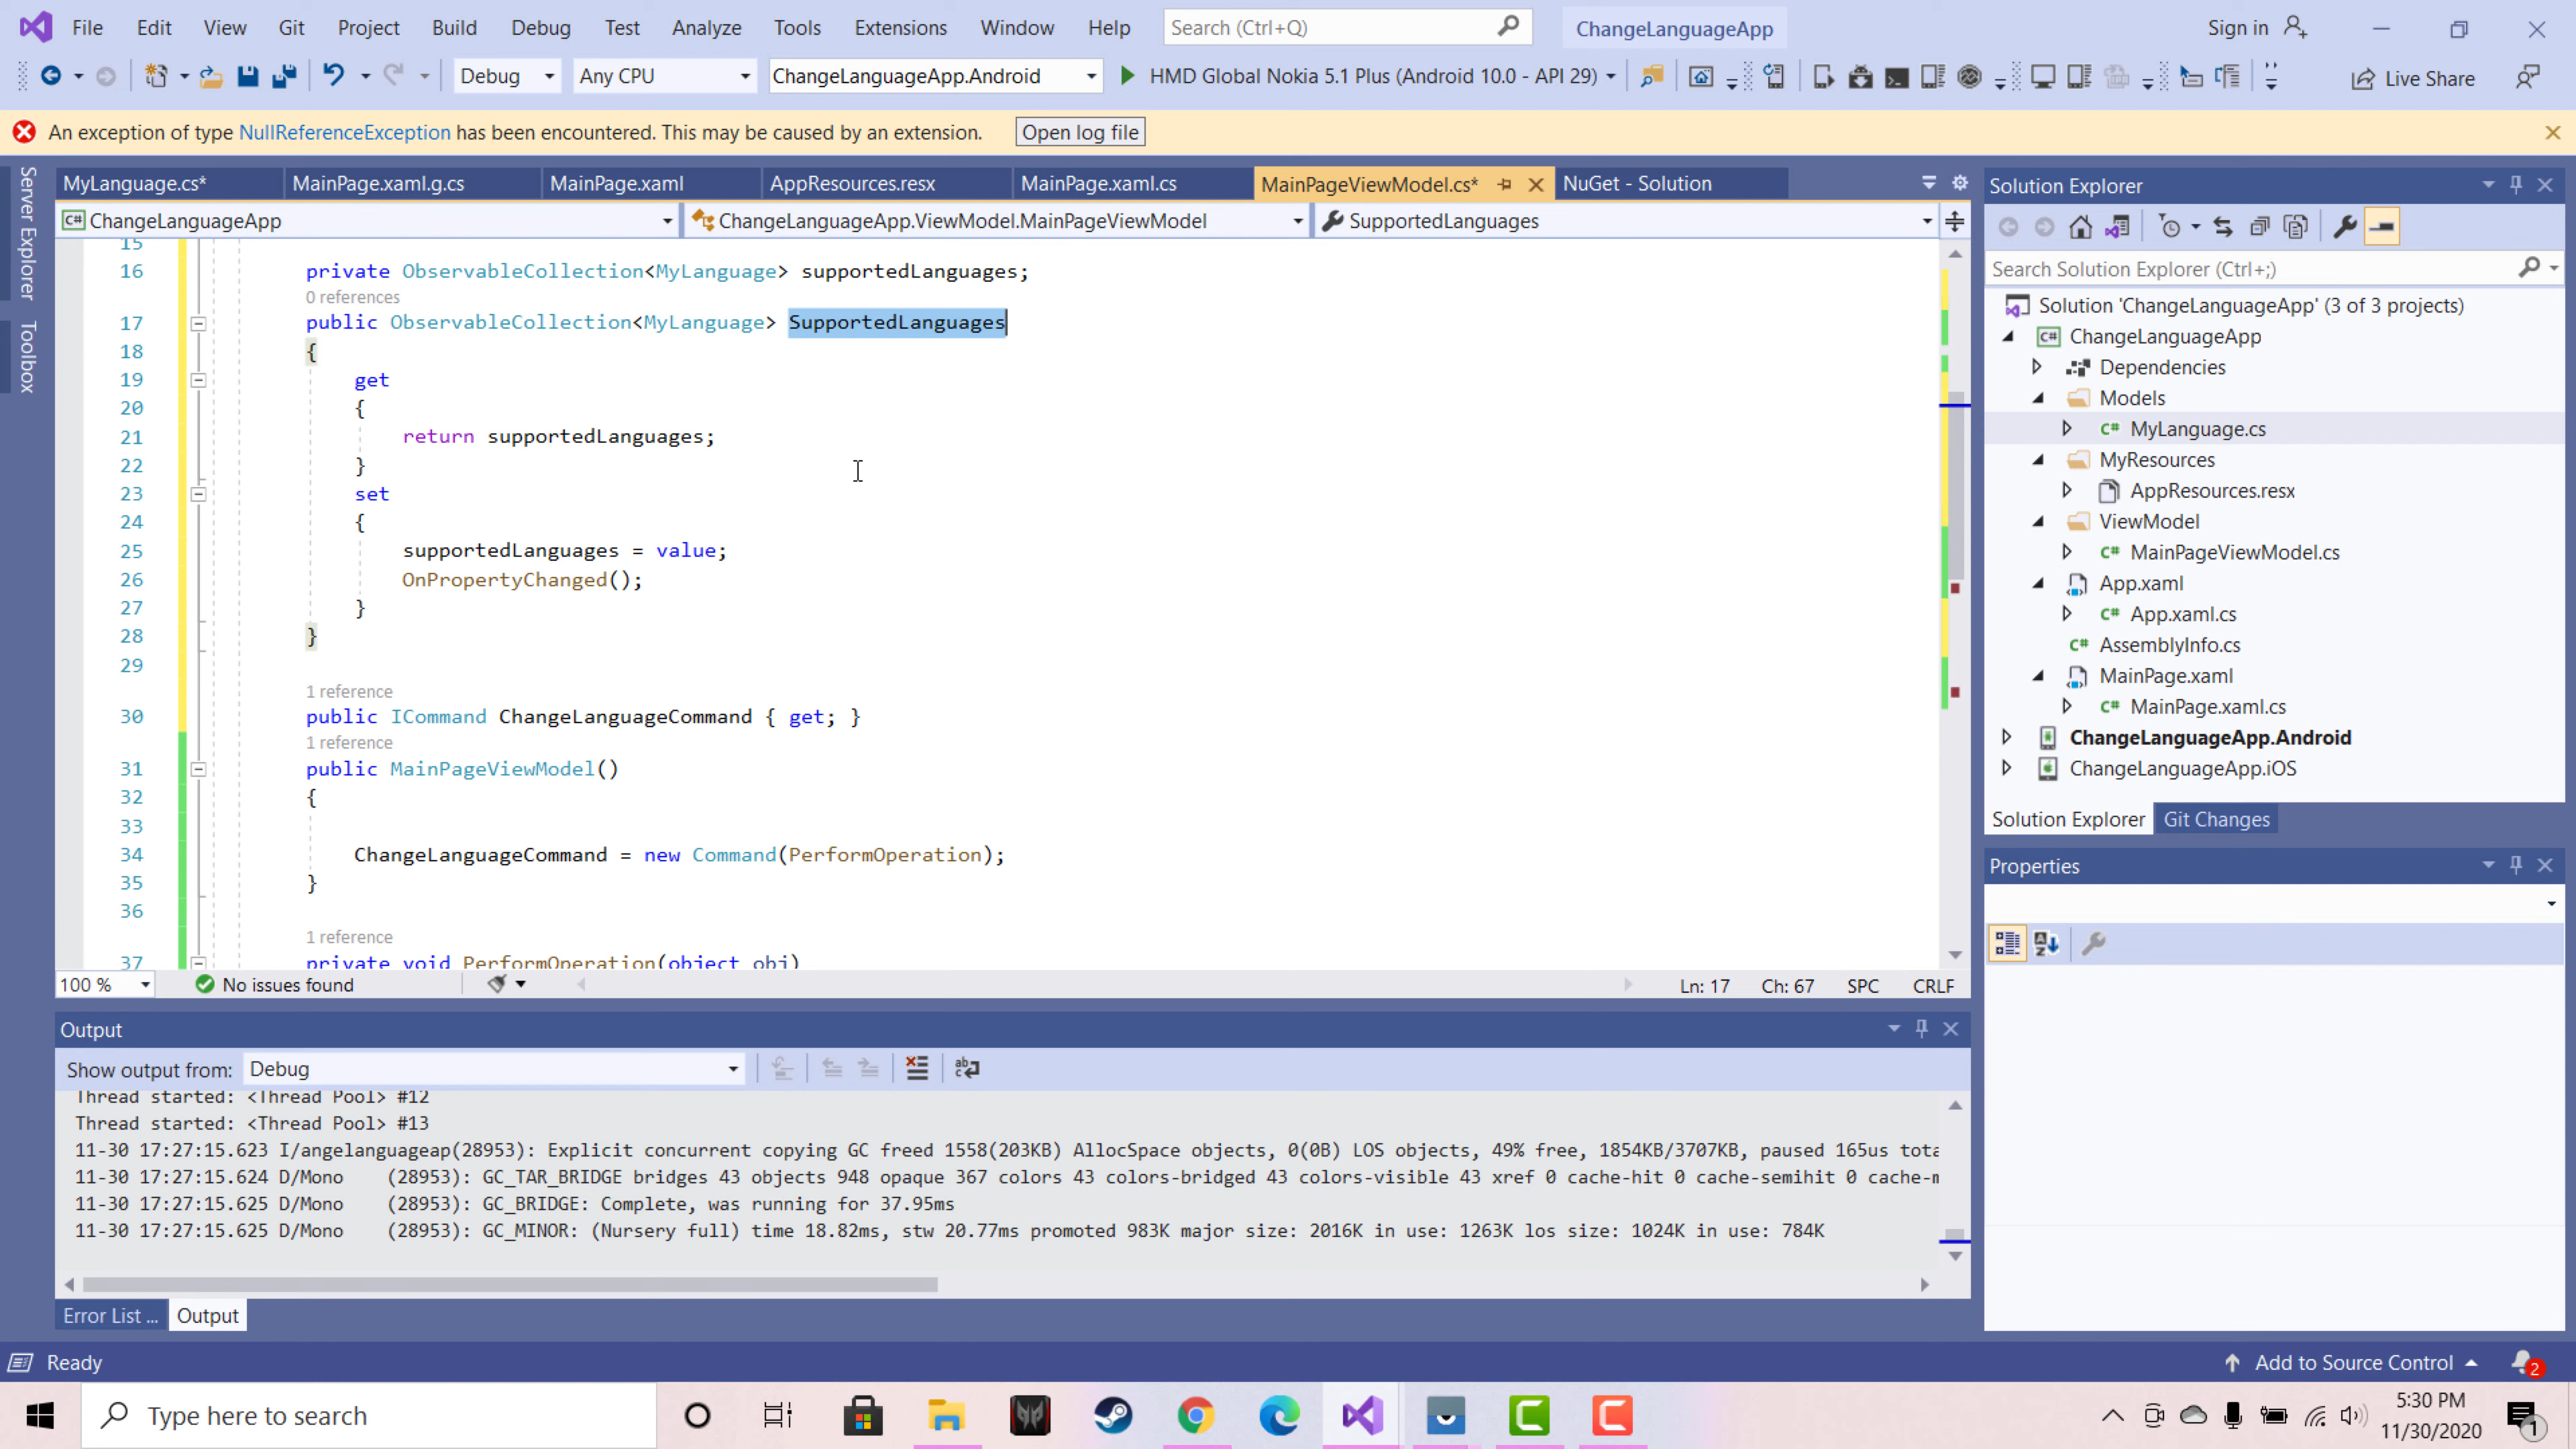 File Edit View Git Project Build Debug Test Analyze Tools Extensions Window Help Search (Ctrl+Q) ChangeLanguageApp Sign in
Debug Any CPU ChangeLanguageApp.Android HMD Global Nokia 5.1 Plus (Android 10.0 - API 29) Live Share
An exception of type NullReferenceException has been encountered. This may be caused by an extension. Open log file
Server Explorer
Toolbox
MyLanguage.cs* MainPage.xaml.g.cs MainPage.xaml AppResources.resx MainPage.xaml.cs MainPageViewModel.cs* NuGet - Solution
ChangeLanguageApp ChangeLanguageApp.ViewModel.MainPageViewModel SupportedLanguages
15
16 private ObservableCollection<MyLanguage> supportedLanguages;
0 references
17 public ObservableCollection<MyLanguage> SupportedLanguages
18 {
19 get
20 {
21 return supportedLanguages;
22 }
23 set
24 {
25 supportedLanguages = value;
26 OnPropertyChanged();
27 }
28 }
29
1 reference
30 public ICommand ChangeLanguageCommand { get; }
1 reference
31 public MainPageViewModel()
32 {
33
34 ChangeLanguageCommand = new Command(PerformOperation);
35 }
36
1 reference
37 private void PerformOperation(object obj)
100 % No issues found Ln: 17 Ch: 67 SPC CRLF
Output
Show output from: Debug
Thread started: <Thread Pool> #12
Thread started: <Thread Pool> #13
11-30 17:27:15.623 I/angelanguageap(28953): Explicit concurrent copying GC freed 1558(203KB) AllocSpace objects, 0(0B) LOS objects, 49% free, 1854KB/3707KB, paused 165us tota
11-30 17:27:15.624 D/Mono (28953): GC_TAR_BRIDGE bridges 43 objects 948 opaque 367 colors 43 colors-bridged 43 colors-visible 43 xref 0 cache-hit 0 cache-semihit 0 cache-m
11-30 17:27:15.625 D/Mono (28953): GC_BRIDGE: Complete, was running for 37.95ms
11-30 17:27:15.625 D/Mono (28953): GC_MINOR: (Nursery full) time 18.82ms, stw 20.77ms promoted 983K major size: 2016K in use: 1263K los size: 1024K in use: 784K
Error List ... Output
Solution Explorer
Search Solution Explorer (Ctrl+;)
Solution 'ChangeLanguageApp' (3 of 3 projects)
ChangeLanguageApp
Dependencies
Models
C# MyLanguage.cs
MyResources
AppResources.resx
ViewModel
C# MainPageViewModel.cs
App.xaml
C# App.xaml.cs
C# AssemblyInfo.cs
MainPage.xaml
C# MainPage.xaml.cs
ChangeLanguageApp.Android
ChangeLanguageApp.iOS
Solution Explorer Git Changes
Properties
Ready Add to Source Control 2
Type here to search 5:30 PM
11/30/2020 1